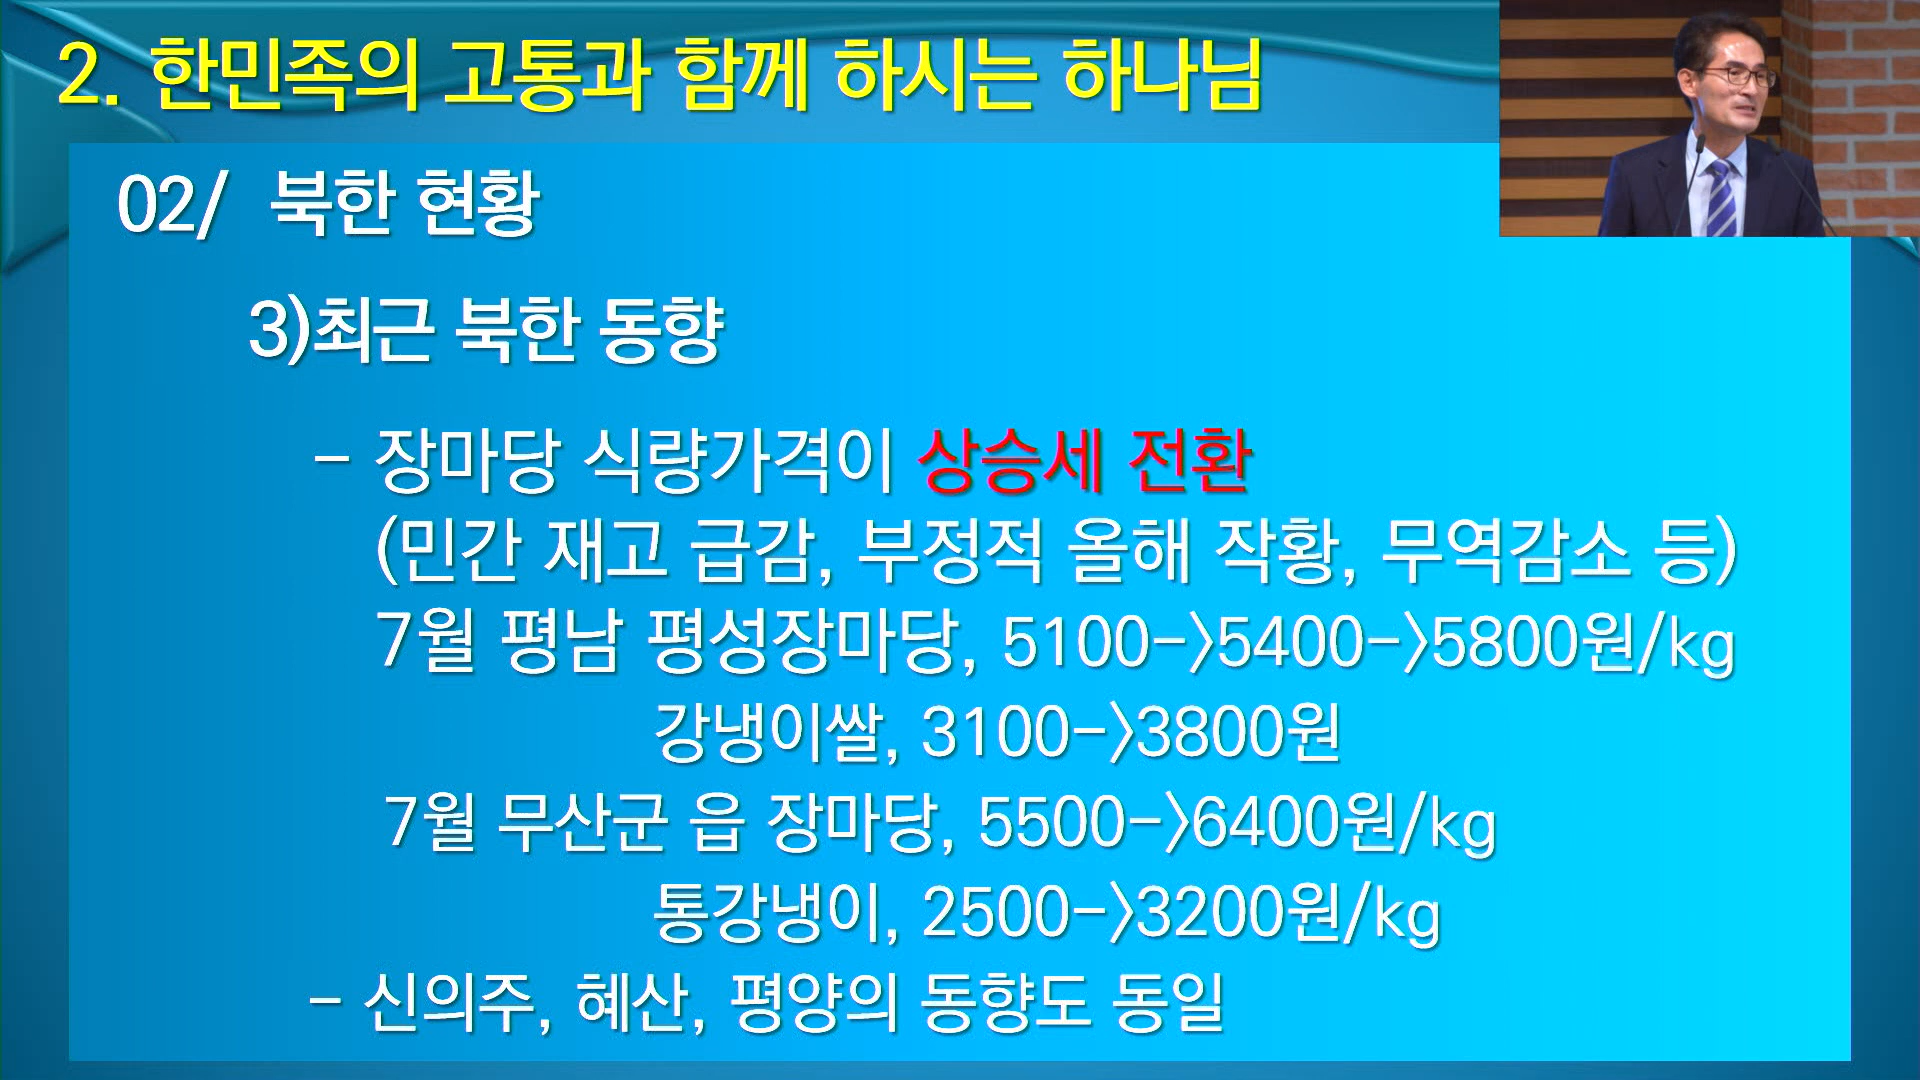 2. 한민족의 고통과 함께 하시는 하나님
02/ 북한 현황
3)최근 북한 동향
- 장마당 식량가격이 상승세 전환
(민간 재고 급감, 부정적 올해 작황, 무역감소 등)
7월 평남 평성장마당, 5100->5400->5800원/kg
강냉이쌀, 3100->3800원
7월 무산군 읍 장마당, 5500->6400원/kg
통강냉이, 2500->3200원/kg
- 신의주, 혜산, 평양의 동향도 동일